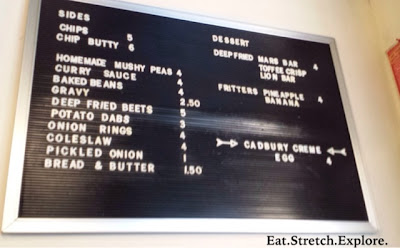 SIDES
CHIPS 5
CHIP BUTTY 6
HOMEMADE MUSHY PEAS 4
CURRY SAUCE 4
BAKED BEANS 4
GRAVY 4
DEEP FRIED BEETS 2.50
POTATO DABS 5
ONION RINGS 3
COLESLAW 4
PICKLED ONION 4
BREAD & BUTTER 1
1.50
DESSERT
DEEP FRIED MARS BAR 4
TOFFEE CRISP
LION BAR
FRITTERS PINEAPPLE 4
BANANA
CADBURY CREME
EGG 4
Eat.Stretch.Explore.